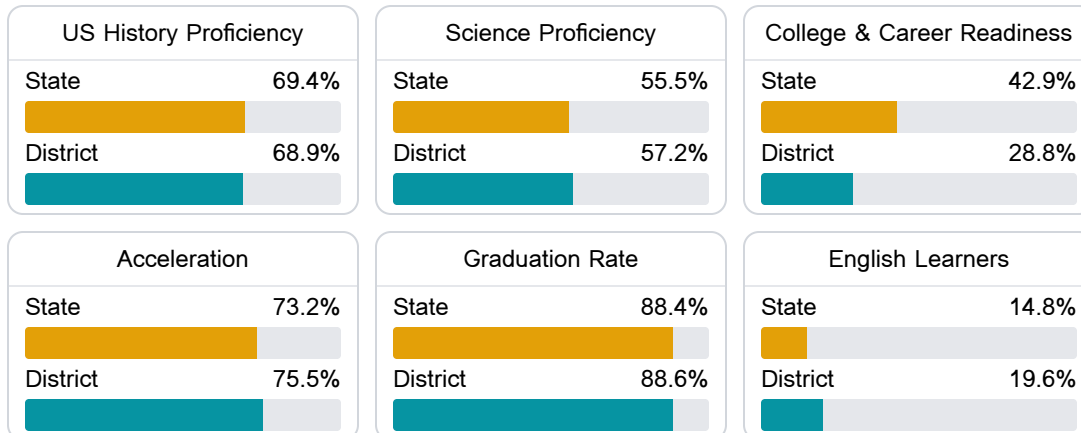 US History Proficiency
State 69.4%
District 68.9%
Science Proficiency
State 55.5%
District 57.2%
College & Career Readiness
State 42.9%
District 28.8%
Acceleration
State 73.2%
District 75.5%
Graduation Rate
State 88.4%
District 88.6%
English Learners
State 14.8%
District 19.6%